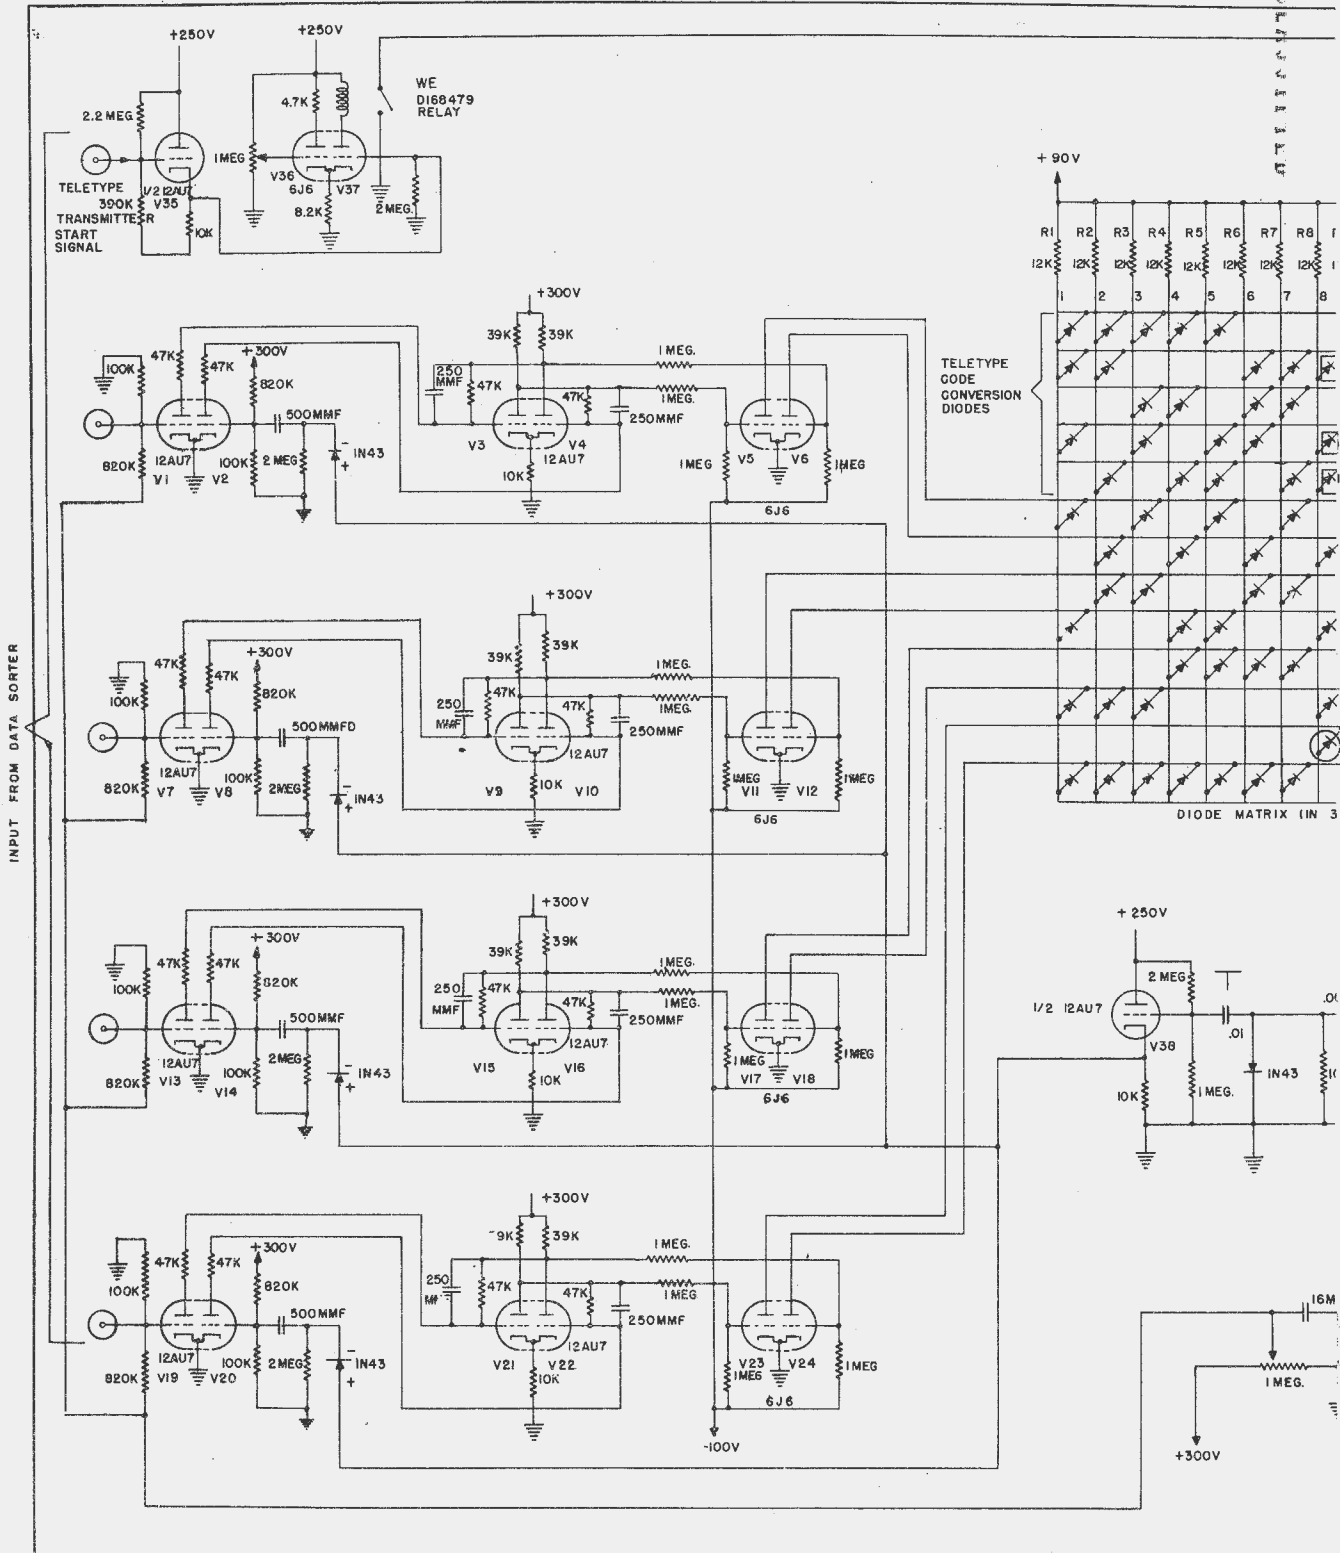 +250V
+250V
WE
D168479
RELAY
2.2 MEG
4.7K
1MEG
V36
6J6
V37
8.2K
2 MEG.
TELETYPE
1/2 12AU7
390K
V35
TRANSMITTER
10K
START
SIGNAL
+90V
R1
R2
R3
R4
R5
R6
R7
R8
12K
12K
12K
12K
12K
12K
12K
12K
1
2
3
4
5
6
7
8
TELETYPE
CODE
CONVERSION
DIODES
DIODE MATRIX (IN 3
INPUT FROM DATA SORTER
+300V
39K
39K
47K
47K
+300V
100K
820K
500MMF
250
MMF
47K
47K
1 MEG.
1MEG.
250MMF
12AU7
V1
V2
820K
100K
2 MEG
-
1N43
+
V3
V4
12AU7
10K
1MEG
V5
V6
1MEG
6J6
+300V
39K
39K
47K
47K
+300V
100K
820K
500MMFD
250
MMF
47K
47K
1MEG.
1MEG.
250MMF
12AU7
V7
V8
820K
100K
2MEG
-
1N43
+
V9
V10
12AU7
10K
1MEG
V11
V12
1MEG
6J6
+300V
39K
39K
47K
47K
+300V
100K
820K
500MMF
250
MMF
47K
47K
1MEG.
1MEG.
250MMF
12AU7
V13
V14
820K
100K
2MEG
-
1N43
+
V15
V16
12AU7
10K
1 MEG
V17
V18
1MEG
6J6
+250V
2 MEG
1/2 12AU7
V38
.01
10K
1 MEG.
1N43
+300V
9K
39K
47K
47K
+300V
100K
820K
500MMF
250
47K
47K
1 MEG.
1MEG
250MMF
12AU7
V19
V20
820K
100K
2MEG
-
1N43
+
V21
V22
12AU7
10K
1MEG
V23
V24
1 MEG
6J6
-100V
16M
1 MEG.
+300V